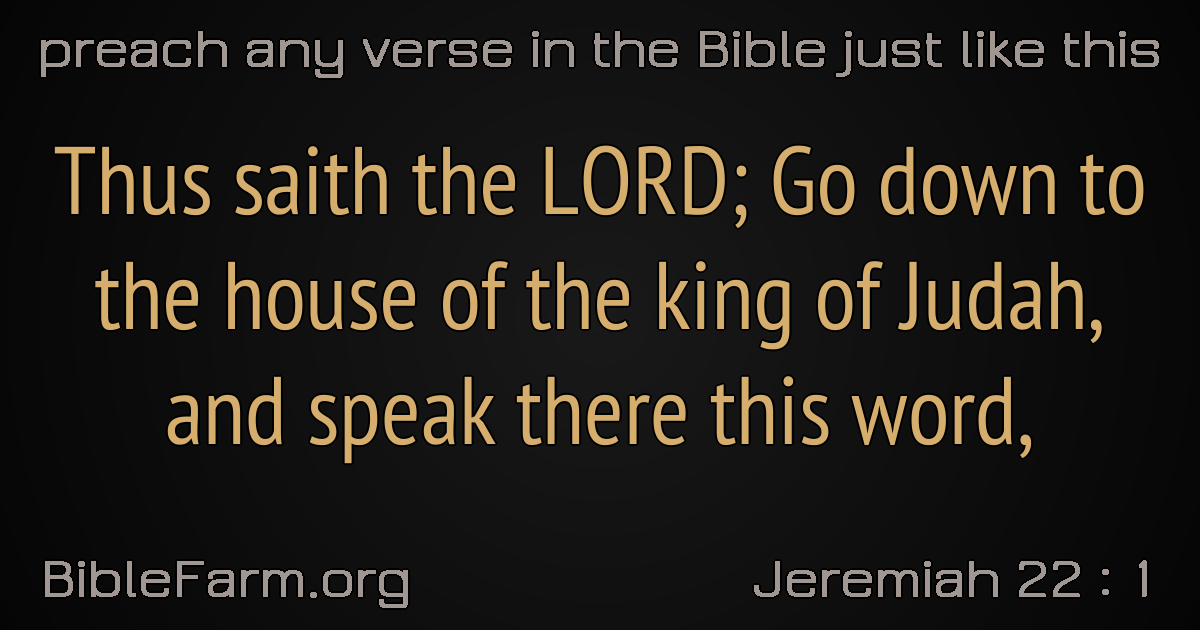 preach any verse in the Bible just like this
Thus saith the LORD; Go down to
the house of the king of Judah,
and speak there this word,
BibleFarm.org
Jeremiah 22 : 1